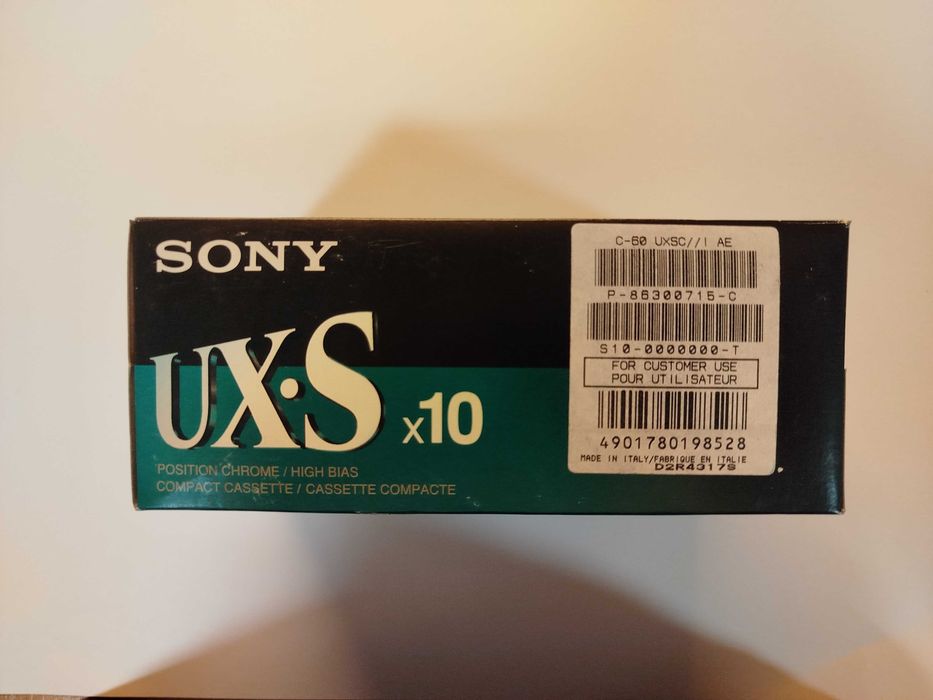 SONY
UX·S x10
POSITION CHROME / HIGH BIAS
COMPACT CASSETTE / CASSETTE COMPACTE
C-60 UXSC//I AE
P-86300715-C
S10-0000000-T
FOR CUSTOMER USE
POUR UTILISATEUR
4901780198528
MADE IN ITALY/FABRIQUE EN ITALIE
D2R4317S